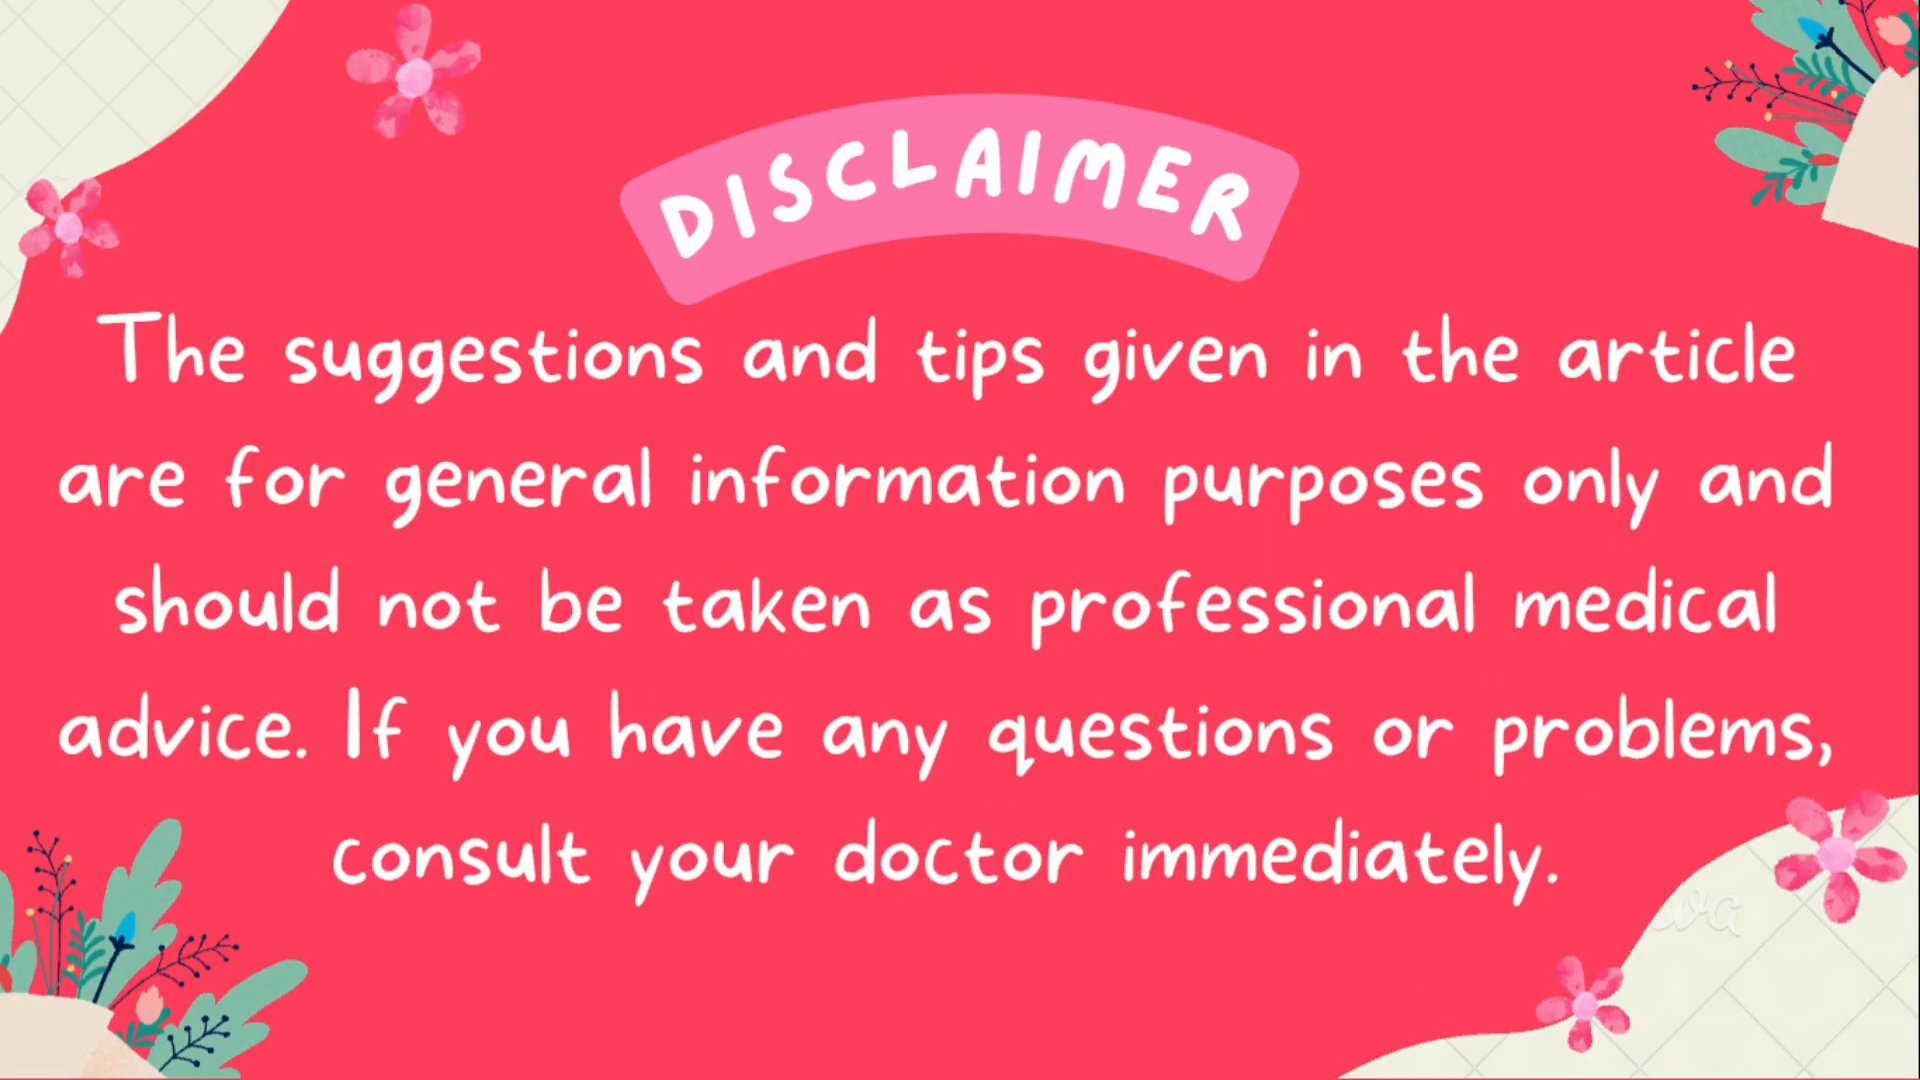 DISCLAIMER
The suggestions and tips given in the article
are for general information purposes only and
should not be taken as professional medical
advice. If you have any questions or problems,
consult your doctor immediately.